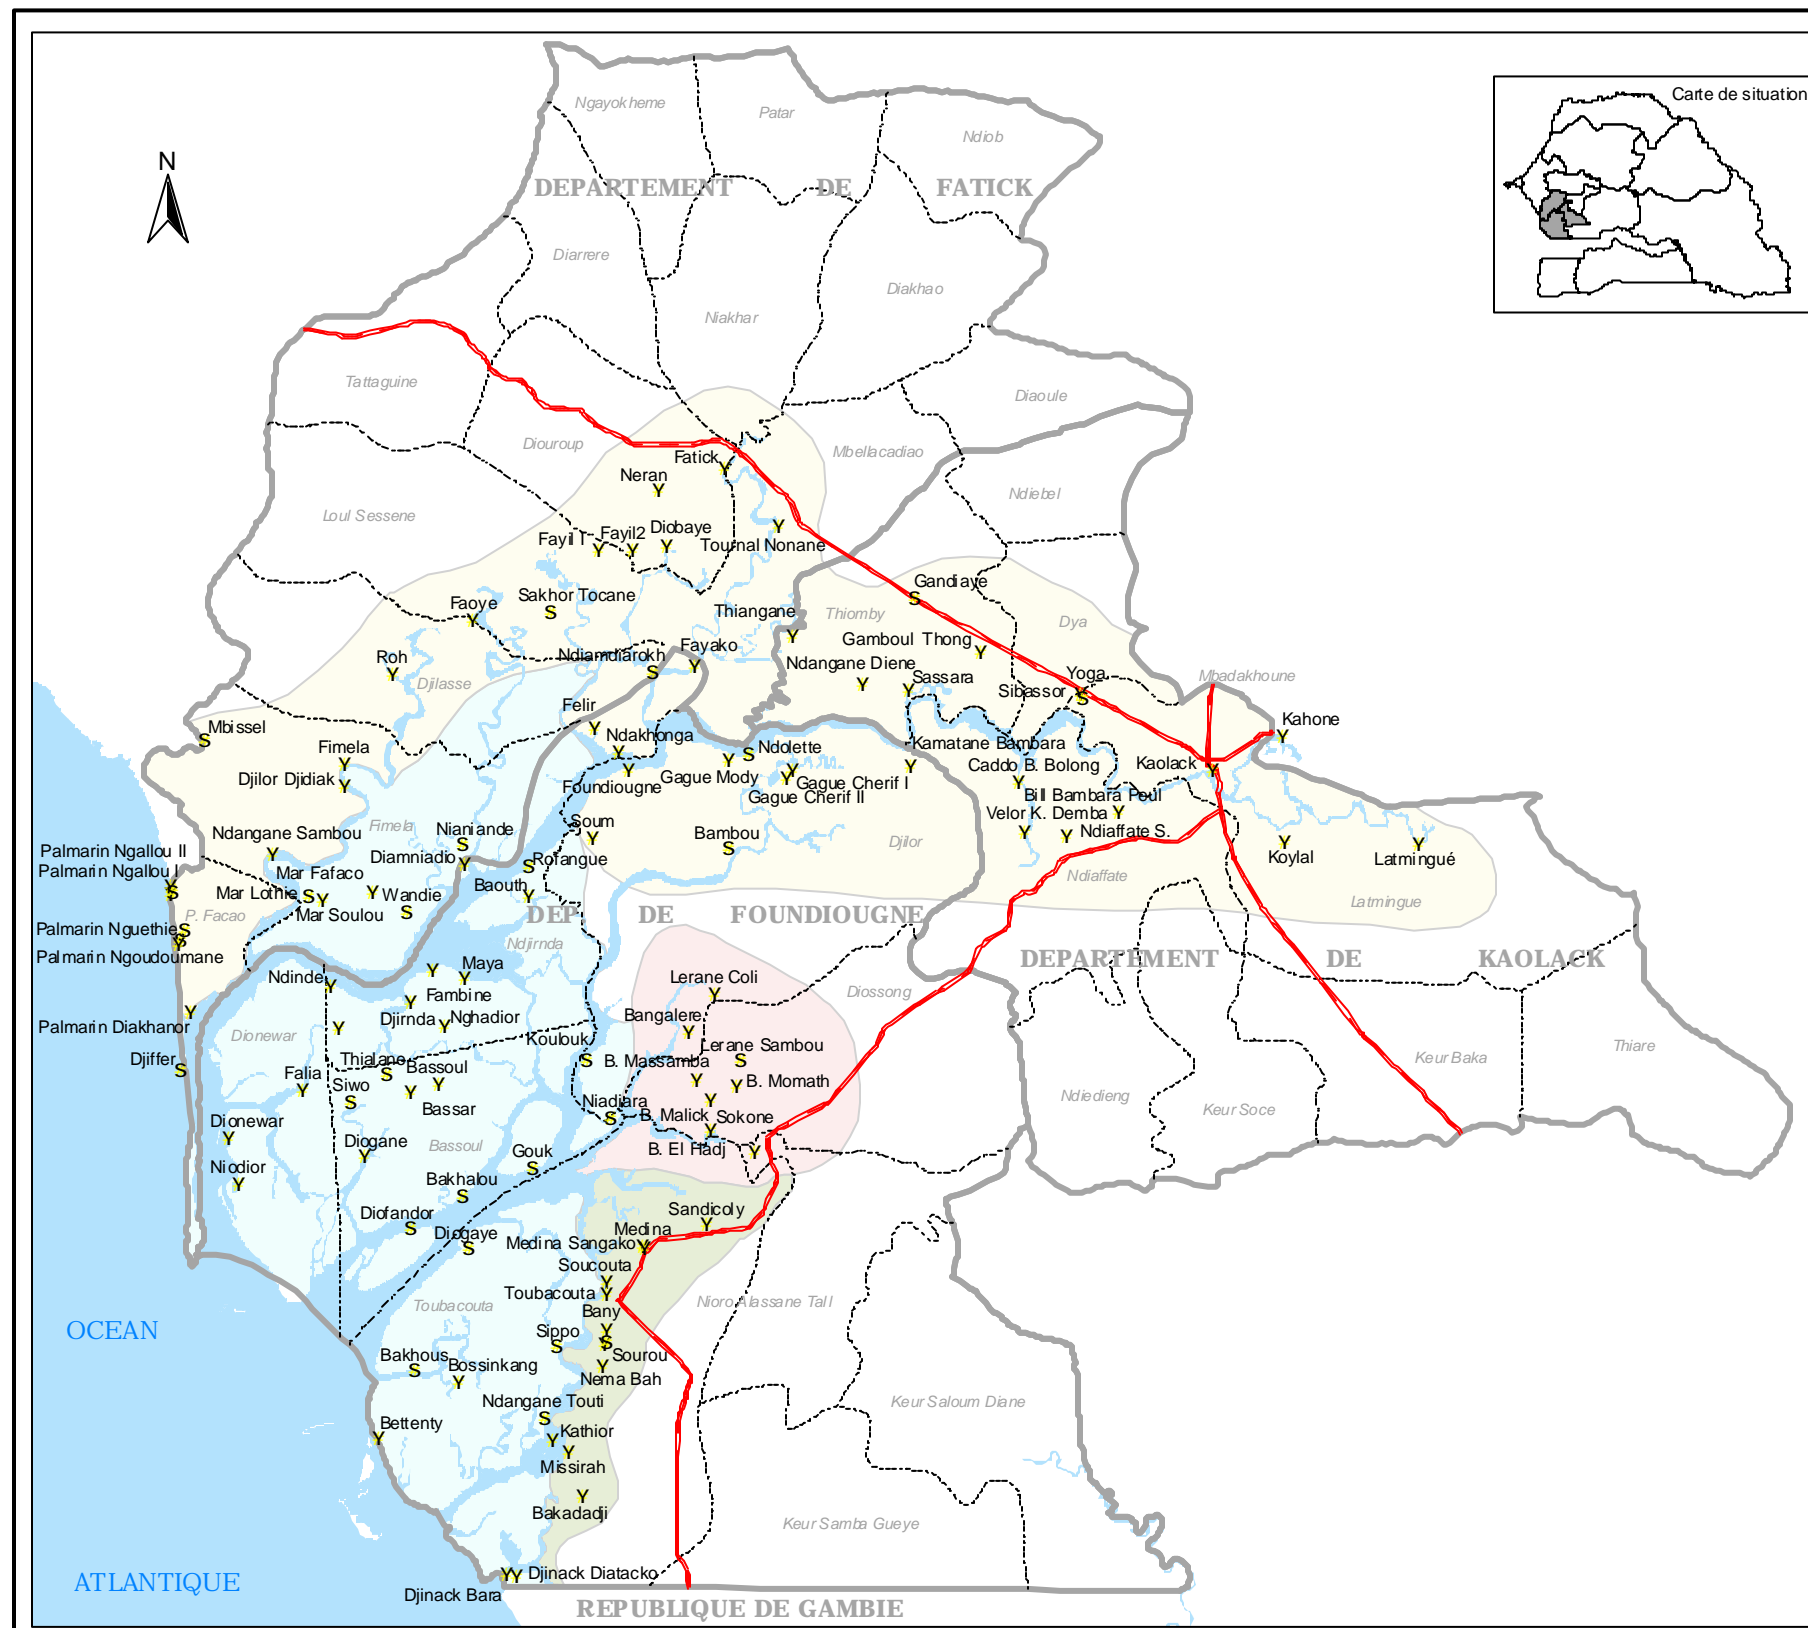 Carte de situation
N
Ngayokheme
Patar
Ndiob
DEPARTEMENT DE FATICK
Diarrere
Diakhao
Niakhar
Tattaguine
Diaoule
Diouroup
Mbellacadiao
Fatick
Neran
Ndiebel
Loul Sessene
Fayil 1
Fayil2
Diobaye
Tournal Nonane
Gandiaye
Sakhor Tocane
Faoye
Thiangane
Thiomby
Dya
Gamboul Thong
Fayako
Ndiamdiarokh
Roh
Djilasse
Ndangane Diene
Sassara
Yoga
Sibassor
Mbadakhoune
Felir
Mbissel
Kahone
Ndakhonga
Fimela
Ndolette
Kamatane Bambara
Caddo B. Bolong
Kaolack
Djilor Djidiak
Foundiougne
Gague Mody
Gague Cherif I
Gague Cherif II
Bill Bambara Peul
Velor K. Demba
Ndiaffate S.
Ndangane Sambou
Fimela
Nianiande
Soum
Bambou
Djilor
Koylal
Latmingué
Palmarin Ngallou II
Palmarin Ngallou I
Diamniadio
Rofangue
Mar Fafaco
Mar Lothie
Wandie
Baouth
Ndiaffate
Mar Soulou
P. Facao
Latmingue
DEP DE FOUNDIOUGNE
Palmarin Nguethie
Palmarin Ngoudoumane
Ndjirnda
DEPARTEMENT DE KAOLACK
Maya
Ndinde
Lerane Coli
Diossong
Fambine
Palmarin Diakhanor
Dionewar
Djirnda
Nghadior
Bangalere
Koulouk
Lerane Sambou
Keur Baka
Thiare
Djiffer
Thialane
Bassoul
B. Massamba
Falia
Siwo
B. Momath
Bassar
Niadiara
B. Malick
Sokone
Ndiedieng
Keur Soce
Dionewar
Diogane
Bassoul
B. El Hadj
Gouk
Niodior
Bakhalou
Diofandor
Sandicoly
Diogaye
Medina
Medina Sangako
Soucouta
Toubacouta
Toubacouta
Nioro Alassane Tall
OCEAN
Bany
Sippo
Bakhous
Bossinkang
Sourou
Nema Bah
Ndangane Touti
Keur Saloum Diane
Bettenty
Kathior
Missirah
Bakadadji
Keur Samba Gueye
ATLANTIQUE
Djinack Diatacko
Djinack Bara
REPUBLIQUE DE GAMBIE